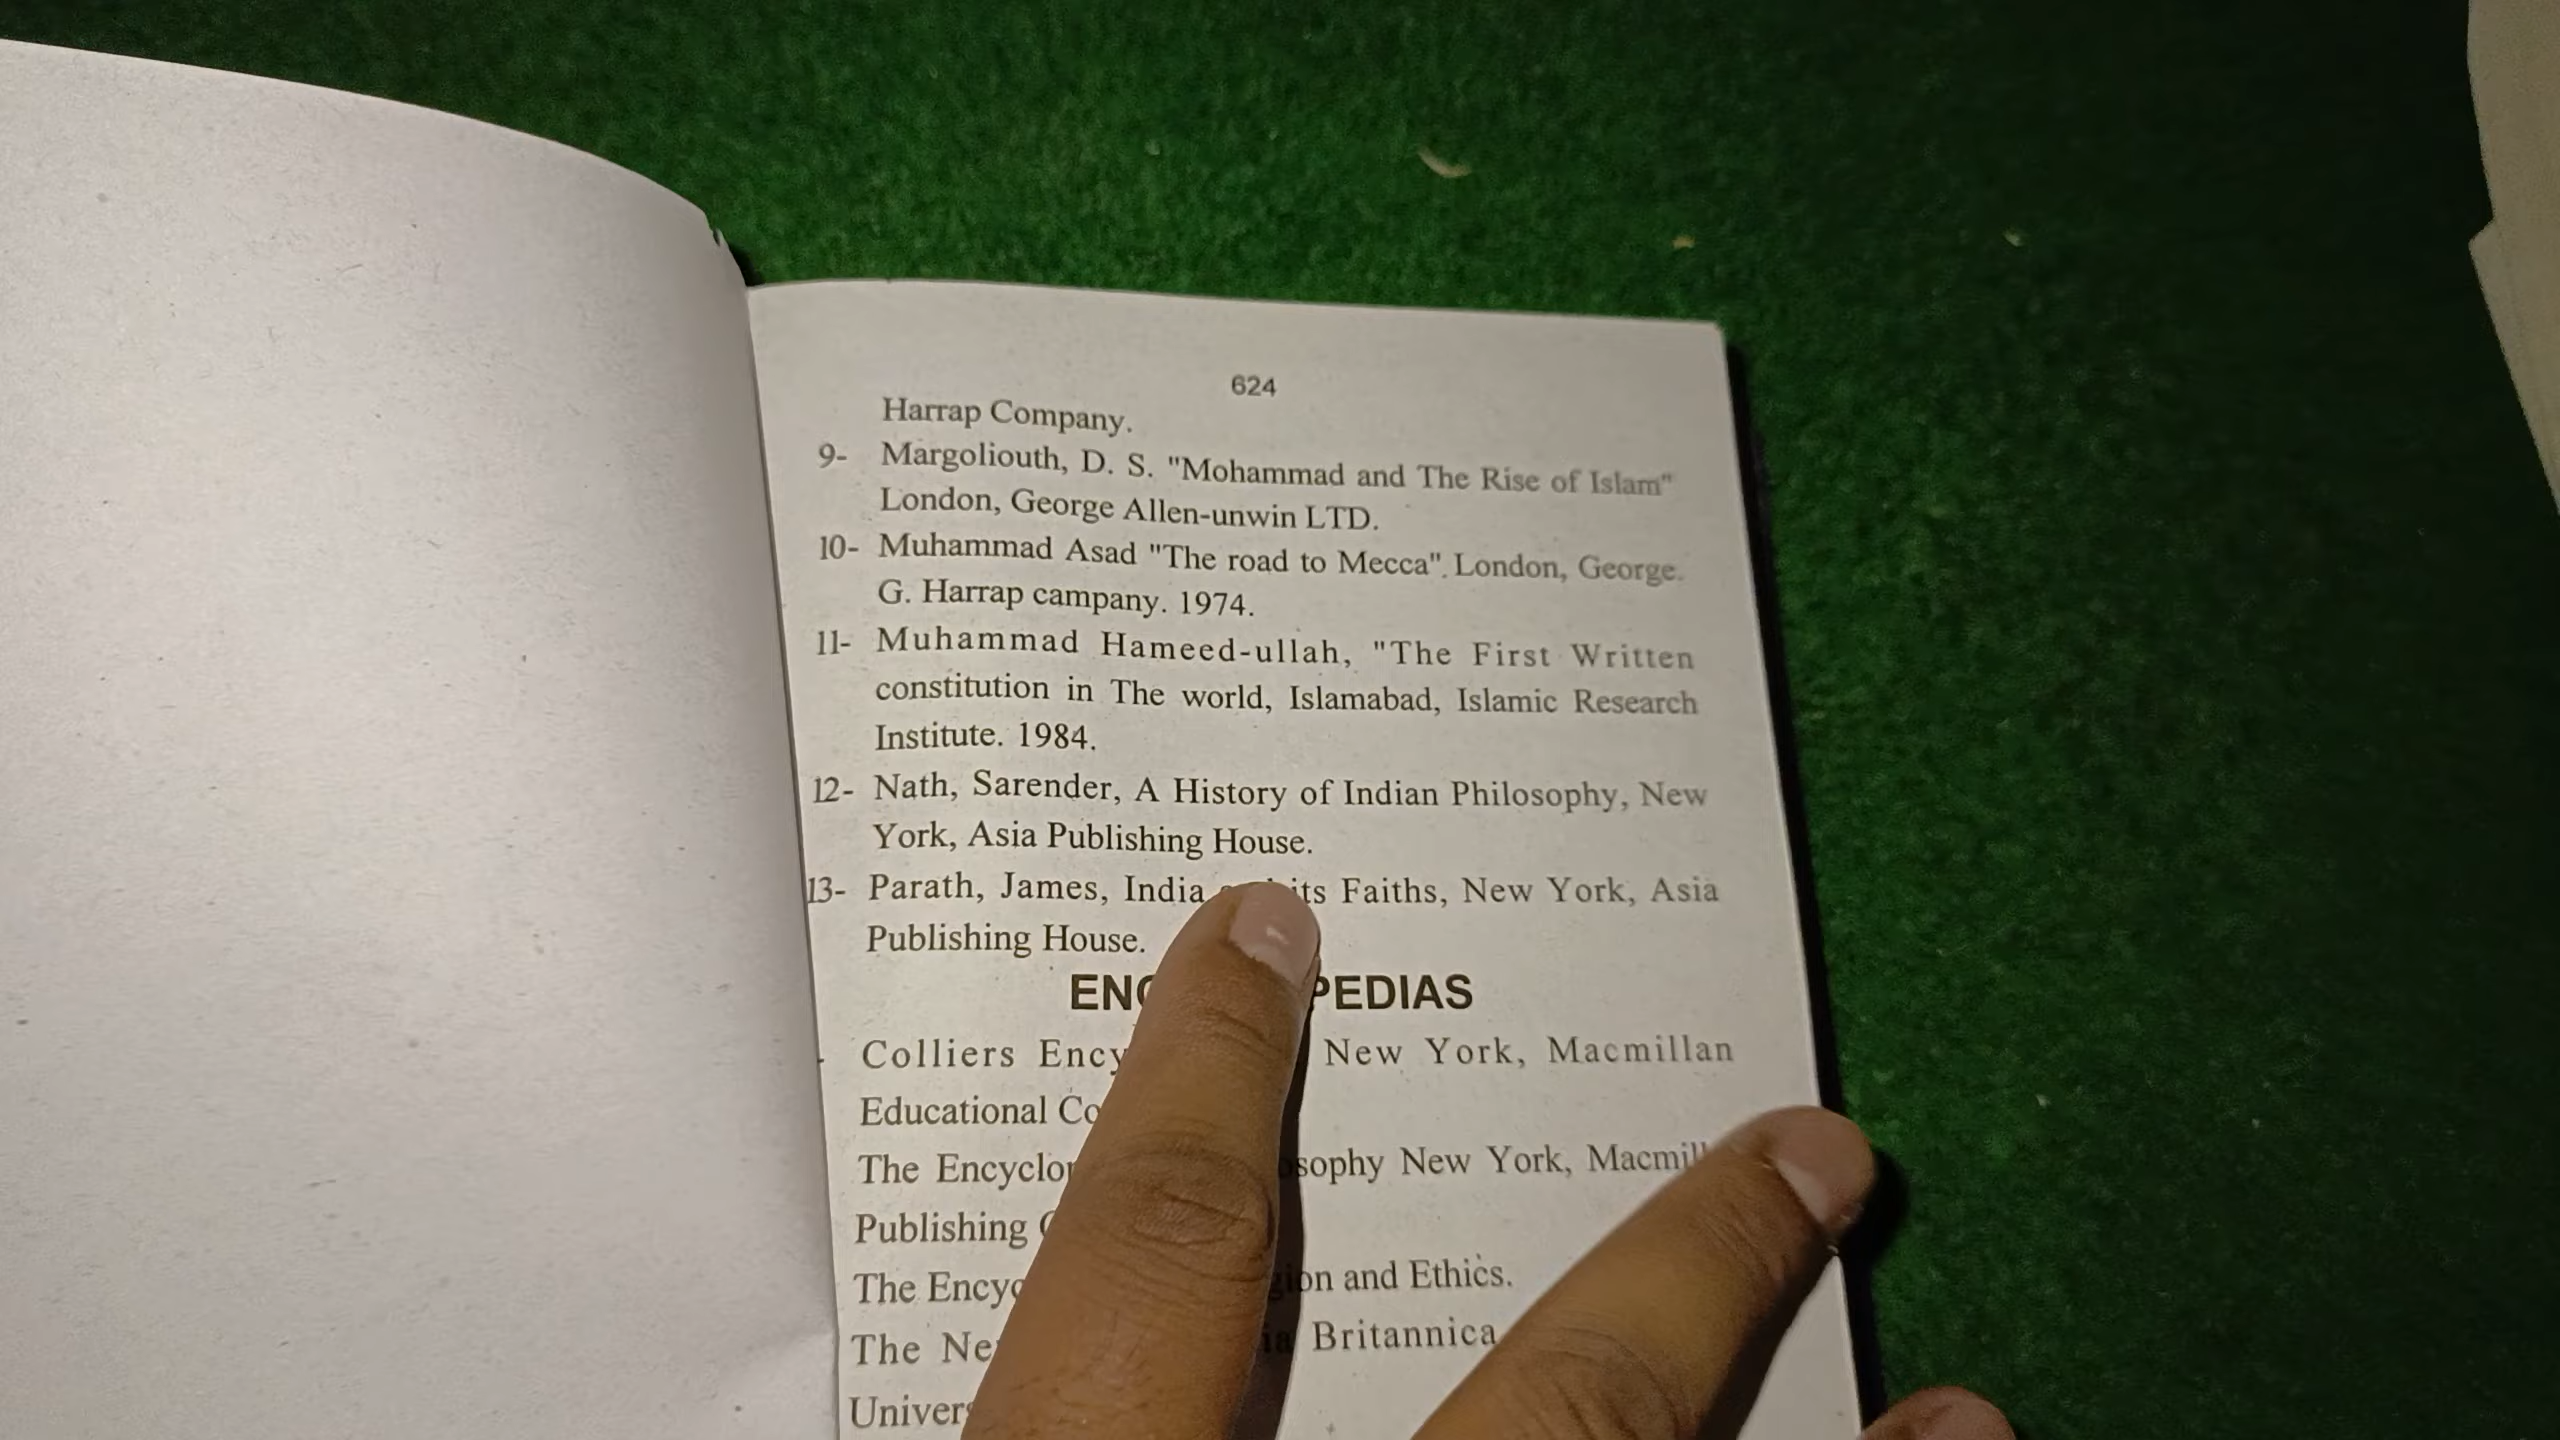 624
Harrap Company.
9- Margoliouth, D. S. "Mohammad and The Rise of Islam"
London, George Allen-unwin LTD.
10- Muhammad Asad "The road to Mecca". London, George.
G. Harrap campany. 1974.
11- Muhammad Hameed-ullah, "The First Written
constitution in The world, Islamabad, Islamic Research
Institute. 1984.
12- Nath, Sarender, A History of Indian Philosophy, New
York, Asia Publishing House.
13- Parath, James, India its Faiths, New York, Asia
Publishing House.
Colliers New York, Macmillan
Educational
The New York,
Publishing
The and Ethics.
The Britannica